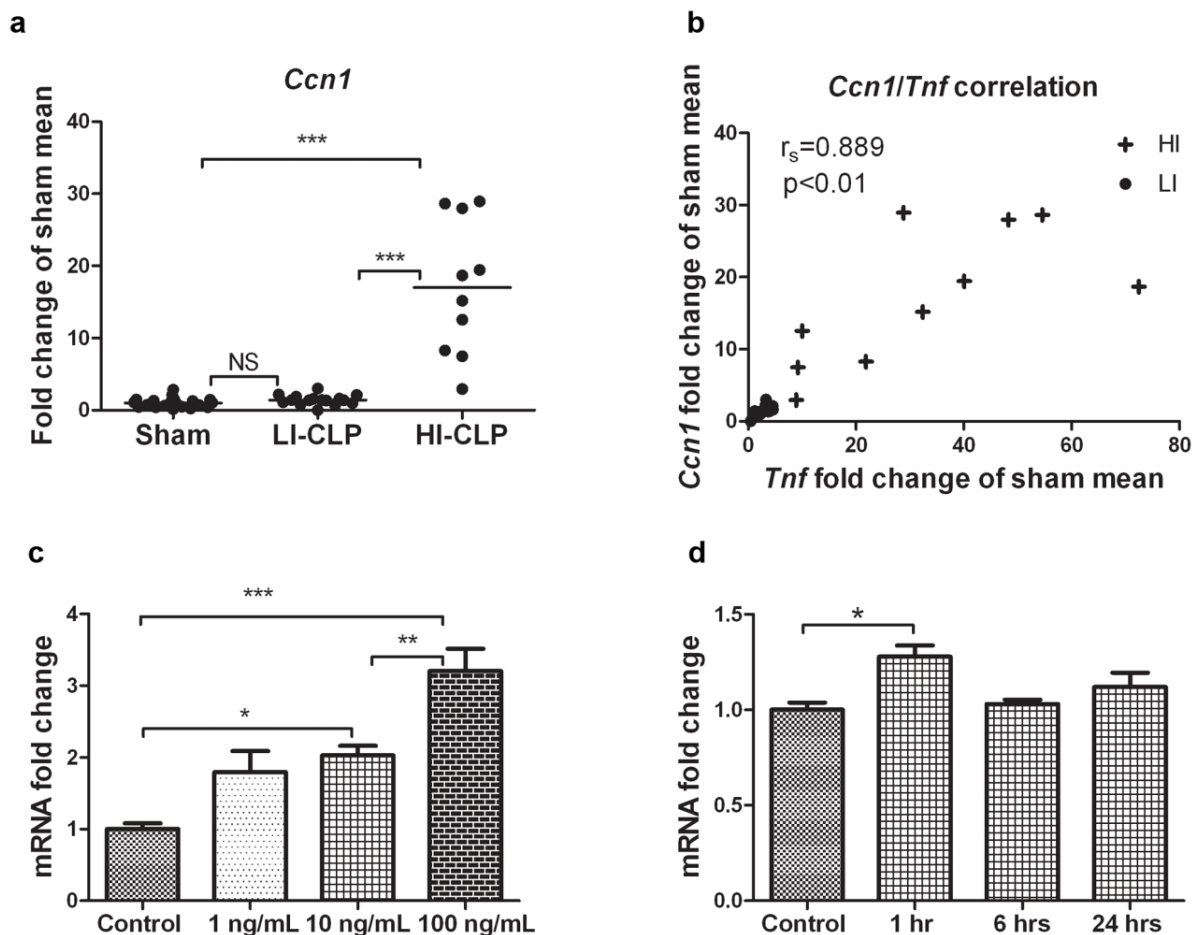 a
Ccn1
Fold change of sham mean
40
30
20
10
0
***
***
NS
Sham LI-CLP HI-CLP
b
Ccn1/Tnf correlation
Ccn1 fold change of sham mean
40
30
20
10
0
rs=0.889
p<0.01
HI
LI
0 20 40 60 80
Tnf fold change of sham mean
c
mRNA fold change
4
3
2
1
0
***
**
*
Control 1 ng/mL 10 ng/mL 100 ng/mL
d
mRNA fold change
1.5
1.0
0.5
0.0
*
Control 1 hr 6 hrs 24 hrs